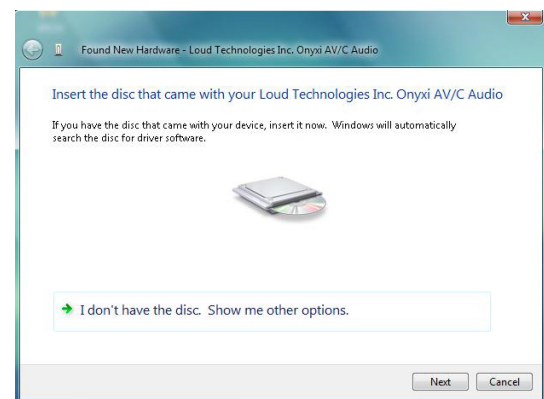 Found New Hardware - Loud Technologies Inc. Onyxi AV/C Audio
Insert the disc that came with your Loud Technologies Inc. Onyxi AV/C Audio
If you have the disc that came with your device, insert it now. Windows will automatically
search the disc for driver software.
I don't have the disc. Show me other options.
Next Cancel